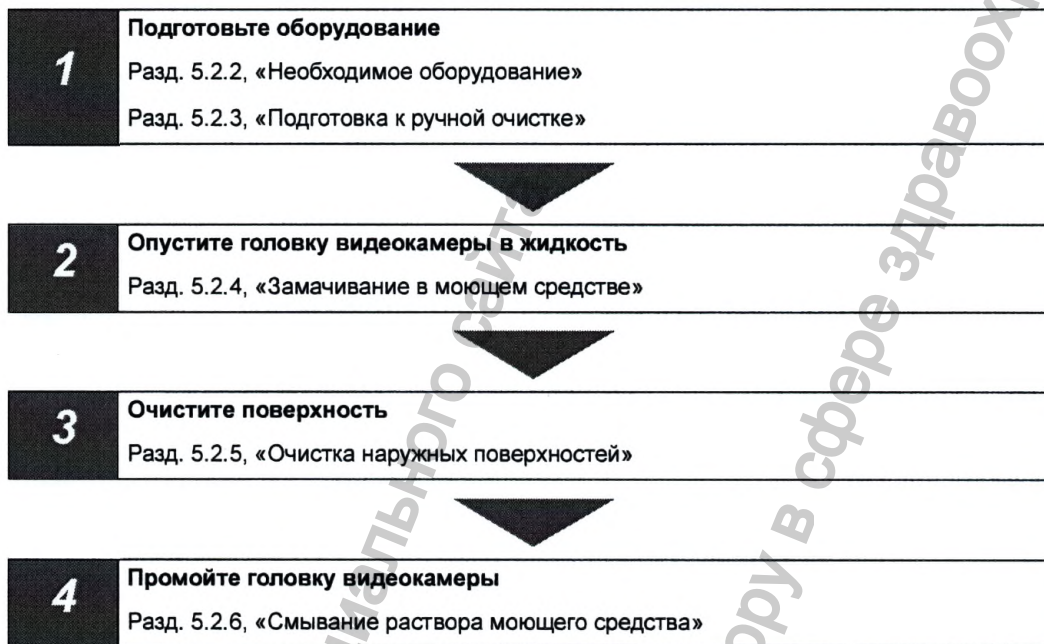 1
Подготовьте оборудование
Разд. 5.2.2, «Необходимое оборудование»
Разд. 5.2.3, «Подготовка к ручной очистке»
2
Опустите головку видеокамеры в жидкость
Разд. 5.2.4, «Замачивание в моющем средстве»
3
Очистите поверхность
Разд. 5.2.5, «Очистка наружных поверхностей»
4
Промойте головку видеокамеры
Разд. 5.2.6, «Смывание раствора моющего средства»
сайта
в сфере